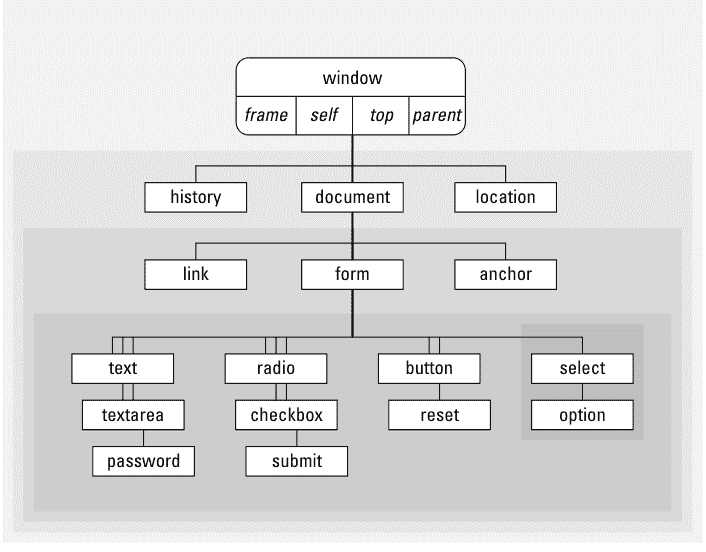 window
frame self top parent
history document location
link form anchor
text radio button select
textarea checkbox reset option
password submit